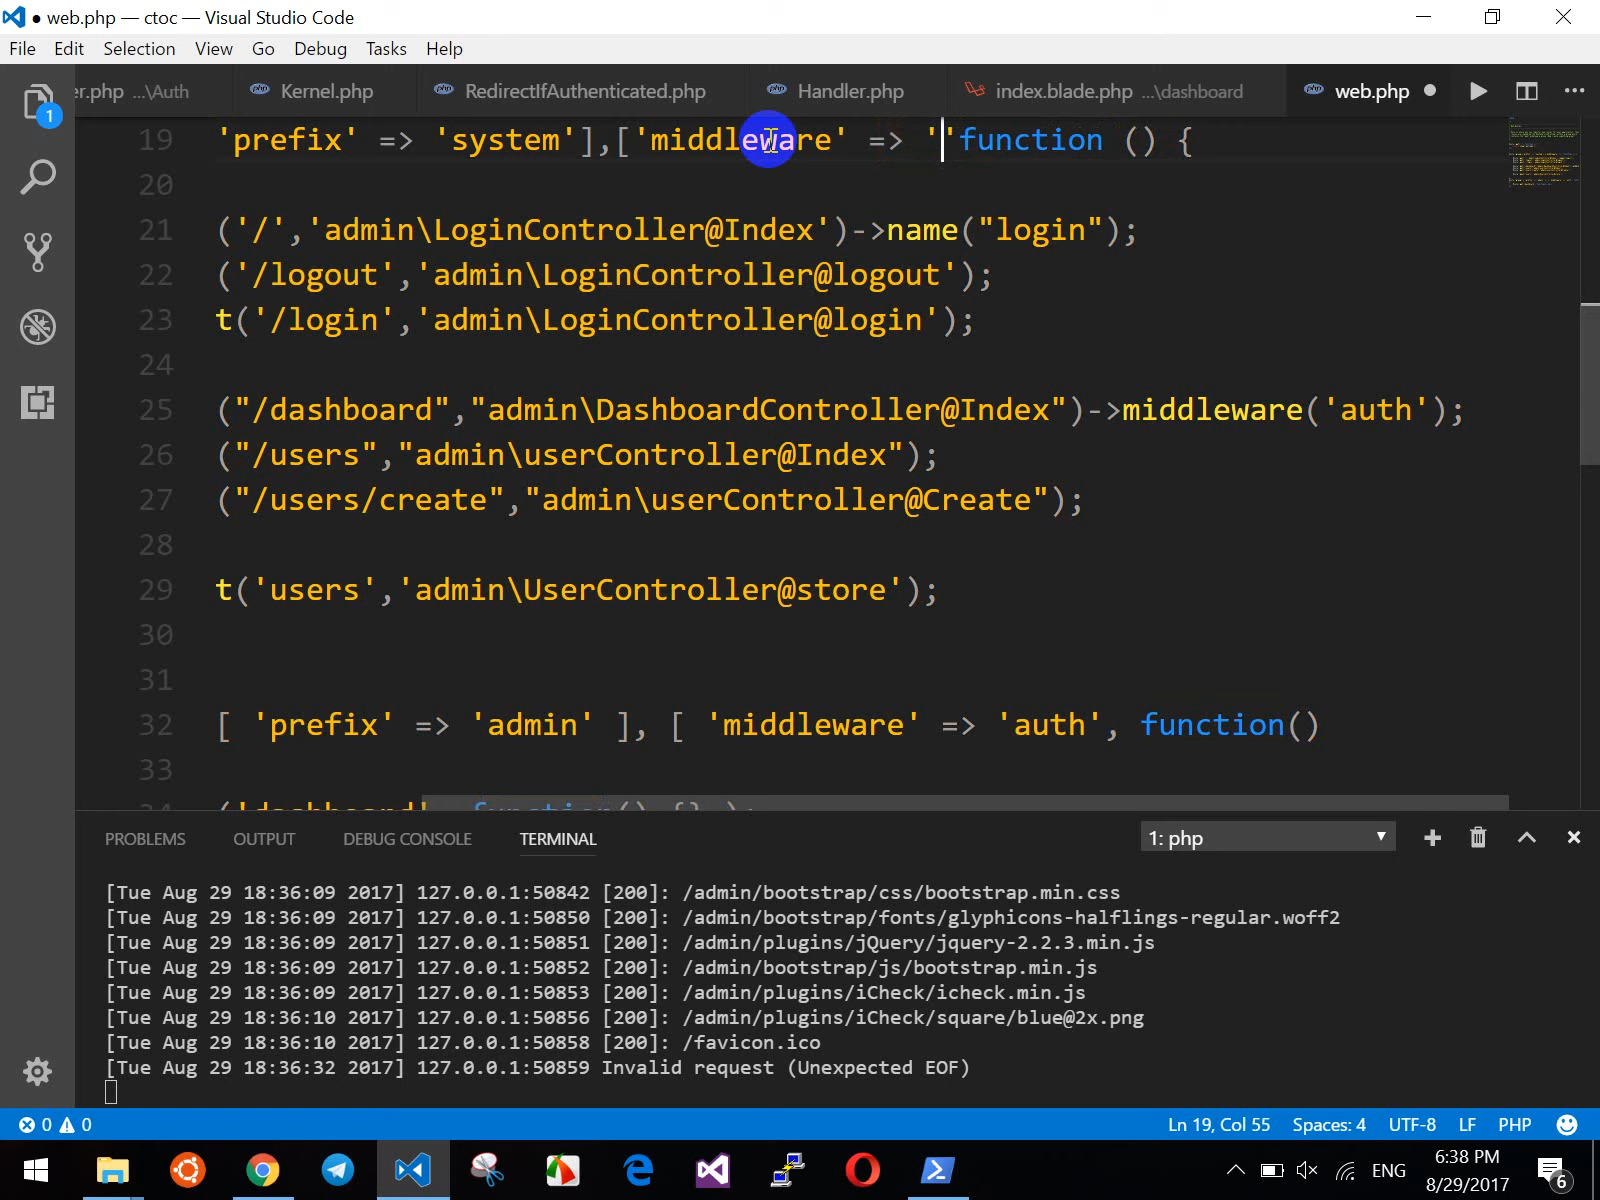 ● web.php — ctoc — Visual Studio Code
File Edit Selection View Go Debug Tasks Help
er.php ...\Auth Kernel.php RedirectIfAuthenticated.php Handler.php index.blade.php ...\dashboard web.php ●
19 'prefix' => 'system'],['middleware' => ''function () {
20
21 ('/','admin\LoginController@Index')->name("login");
22 ('/logout','admin\LoginController@logout');
23 t('/login','admin\LoginController@login');
24
25 ("/dashboard","admin\DashboardController@Index")->middleware('auth');
26 ("/users","admin\userController@Index");
27 ("/users/create","admin\userController@Create");
28
29 t('users','admin\UserController@store');
30
31
32 [ 'prefix' => 'admin' ], [ 'middleware' => 'auth', function()
33
34 ('dashboard', function() {} );
PROBLEMS OUTPUT DEBUG CONSOLE TERMINAL 1: php
[Tue Aug 29 18:36:09 2017] 127.0.0.1:50842 [200]: /admin/bootstrap/css/bootstrap.min.css
[Tue Aug 29 18:36:09 2017] 127.0.0.1:50850 [200]: /admin/bootstrap/fonts/glyphicons-halflings-regular.woff2
[Tue Aug 29 18:36:09 2017] 127.0.0.1:50851 [200]: /admin/plugins/jQuery/jquery-2.2.3.min.js
[Tue Aug 29 18:36:09 2017] 127.0.0.1:50852 [200]: /admin/bootstrap/js/bootstrap.min.js
[Tue Aug 29 18:36:09 2017] 127.0.0.1:50853 [200]: /admin/plugins/iCheck/icheck.min.js
[Tue Aug 29 18:36:10 2017] 127.0.0.1:50856 [200]: /admin/plugins/iCheck/square/blue@2x.png
[Tue Aug 29 18:36:10 2017] 127.0.0.1:50858 [200]: /favicon.ico
[Tue Aug 29 18:36:32 2017] 127.0.0.1:50859 Invalid request (Unexpected EOF)
0 0 Ln 19, Col 55 Spaces: 4 UTF-8 LF PHP
ENG 6:38 PM
8/29/2017 6